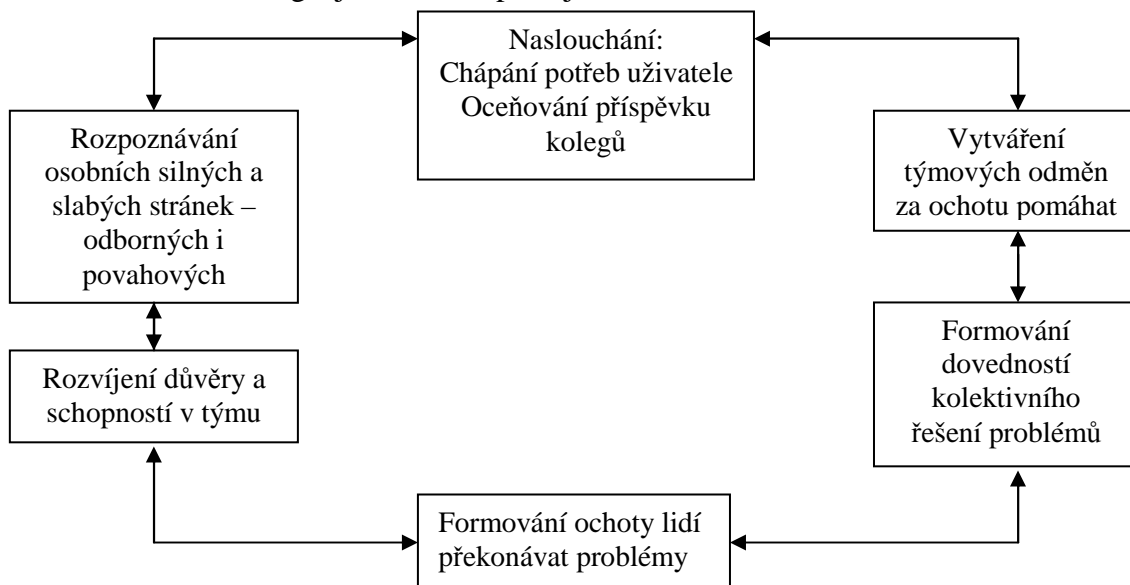 Naslouchání:
Chápání potřeb uživatele
Oceňování příspěvku
kolegů
Rozpoznávání
osobních silných a
slabých stránek –
odborných i
povahových
Vytváření
týmových odměn
za ochotu pomáhat
Rozvíjení důvěry a
schopností v týmu
Formování
dovedností
kolektivního
řešení problémů
Formování ochoty lidí
překonávat problémy